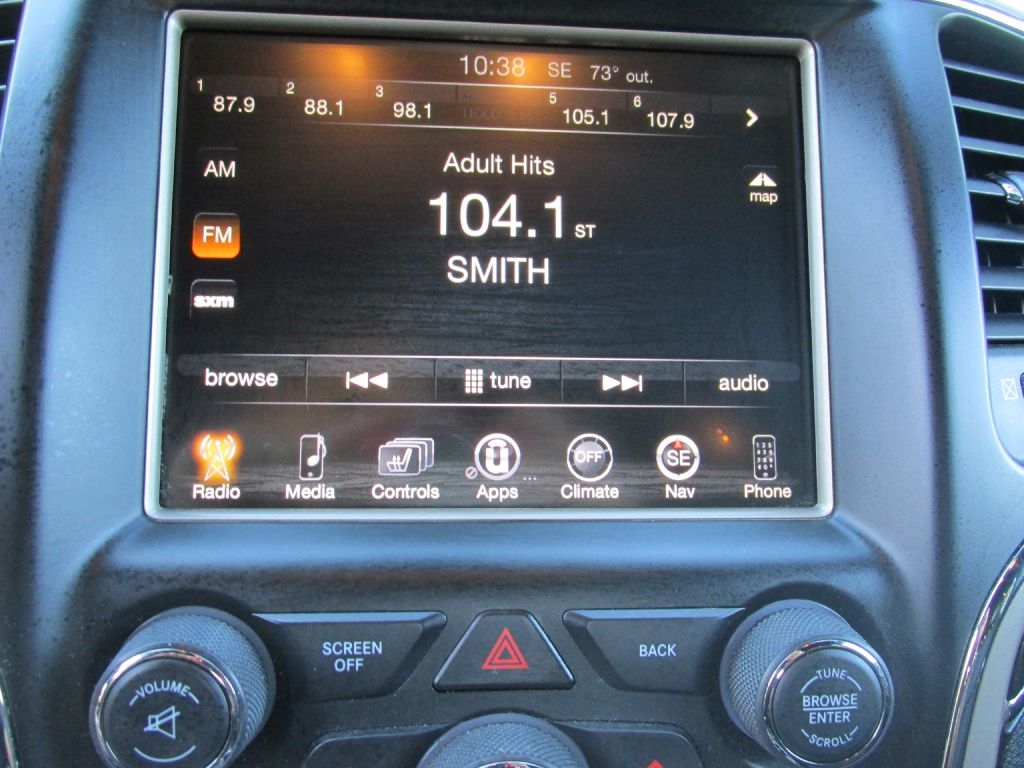 10:38 SE 73° out.
1 87.9 2 88.1 3 98.1 HOLD 5 105.1 6 107.9
AM
Adult Hits
map
104.1 ST
FM
SMITH
sxm
browse tune audio
OFF SE
Radio Media Controls Apps Climate Nav Phone
SCREEN
OFF
BACK
VOLUME
TUNE
BROWSE
ENTER
SCROLL